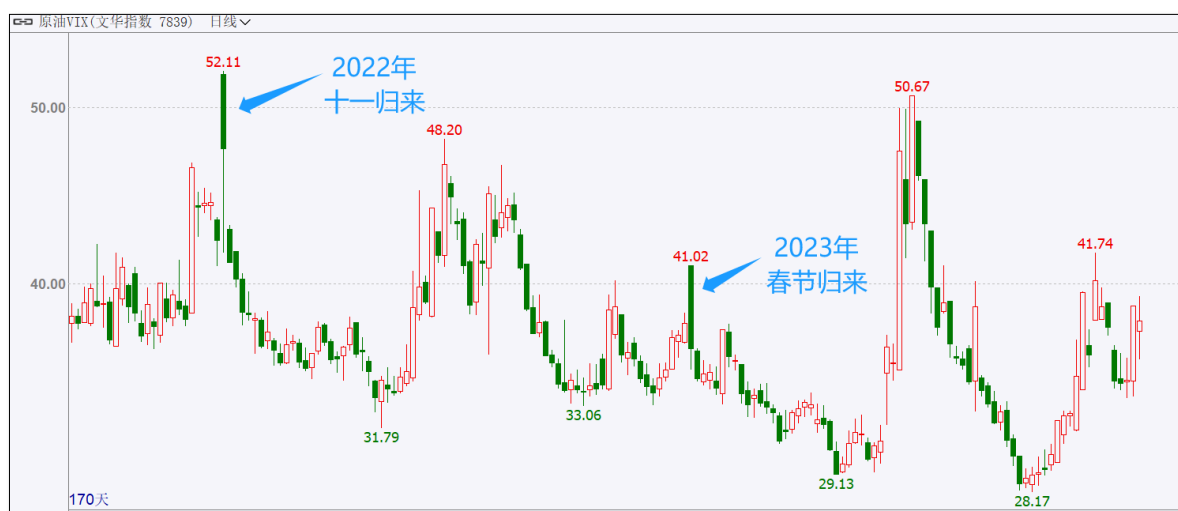 原油VIX(文华指数 7839) 日线
52.11
2022年
十一归来
50.00
50.67
48.20
41.02
2023年
春节归来
41.74
40.00
33.06
31.79
29.13
28.17
170天